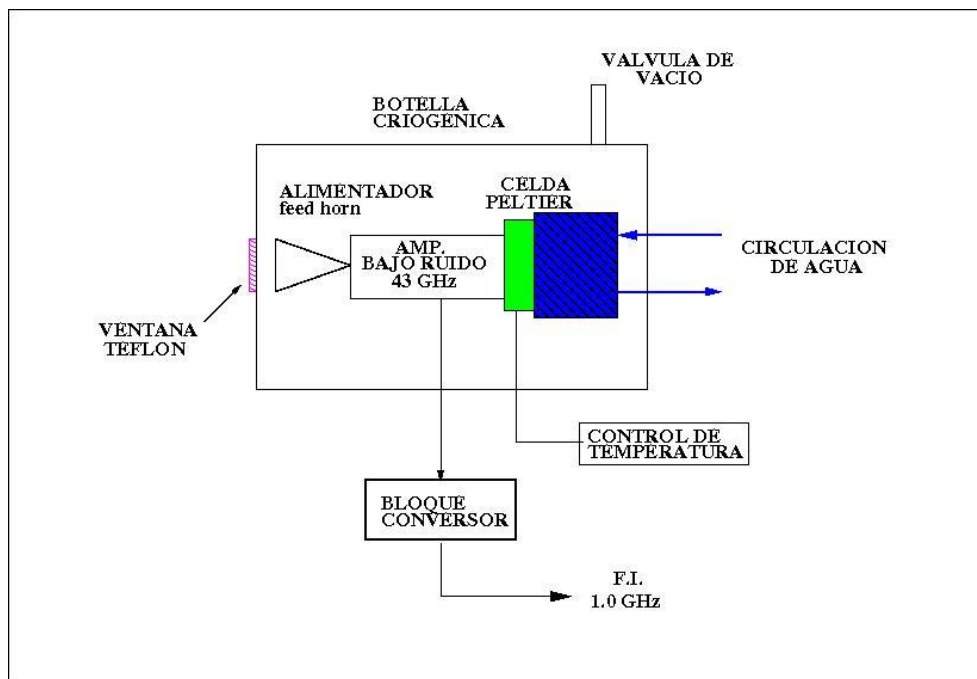 VALVULA DE
VACIO
BOTELLA
CRIOGENICA
CELDA
PELTIER
ALIMENTADOR
feed horn
AMP.
BAJO RUIDO
43 GHz
CIRCULACION
DE AGUA
VENTANA
TEFLON
CONTROL DE
TEMPERATURA
BLOQUE
CONVERSOR
F.I.
1.0 GHz